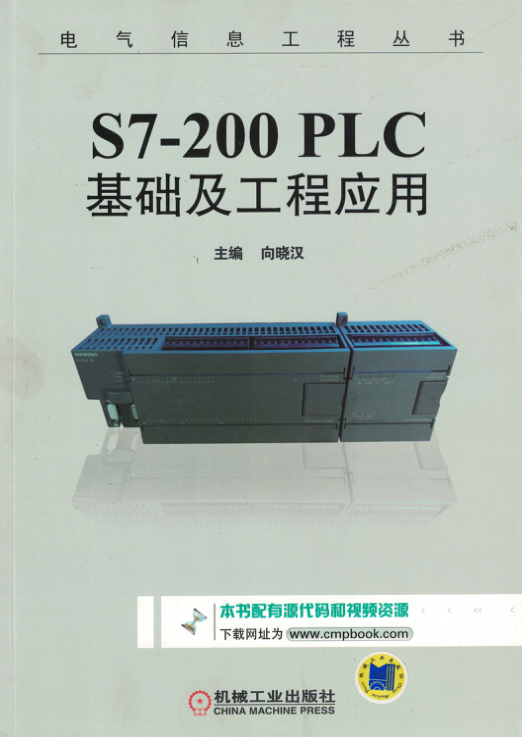 电气信息工程丛书
S7-200 PLC
基础及工程应用
主编 向晓汉
SIEMENS
本书配有源代码和视频资源
下载网址为 www.cmpbook.com
机械工业出版社
CHINA MACHINE PRESS